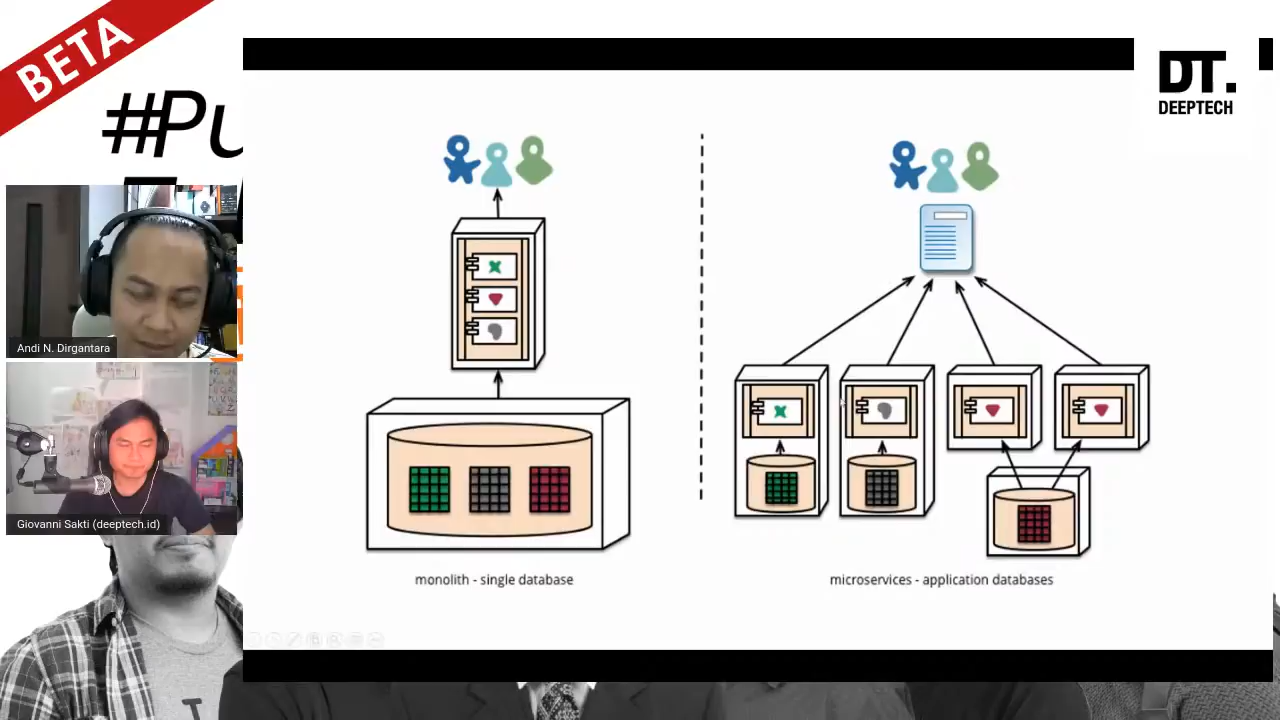 BETA
#Pu
DT.
DEEPTECH
Andi N. Dirgantara
Giovanni Sakti (deeptech.id)
monolith - single database
microservices - application databases